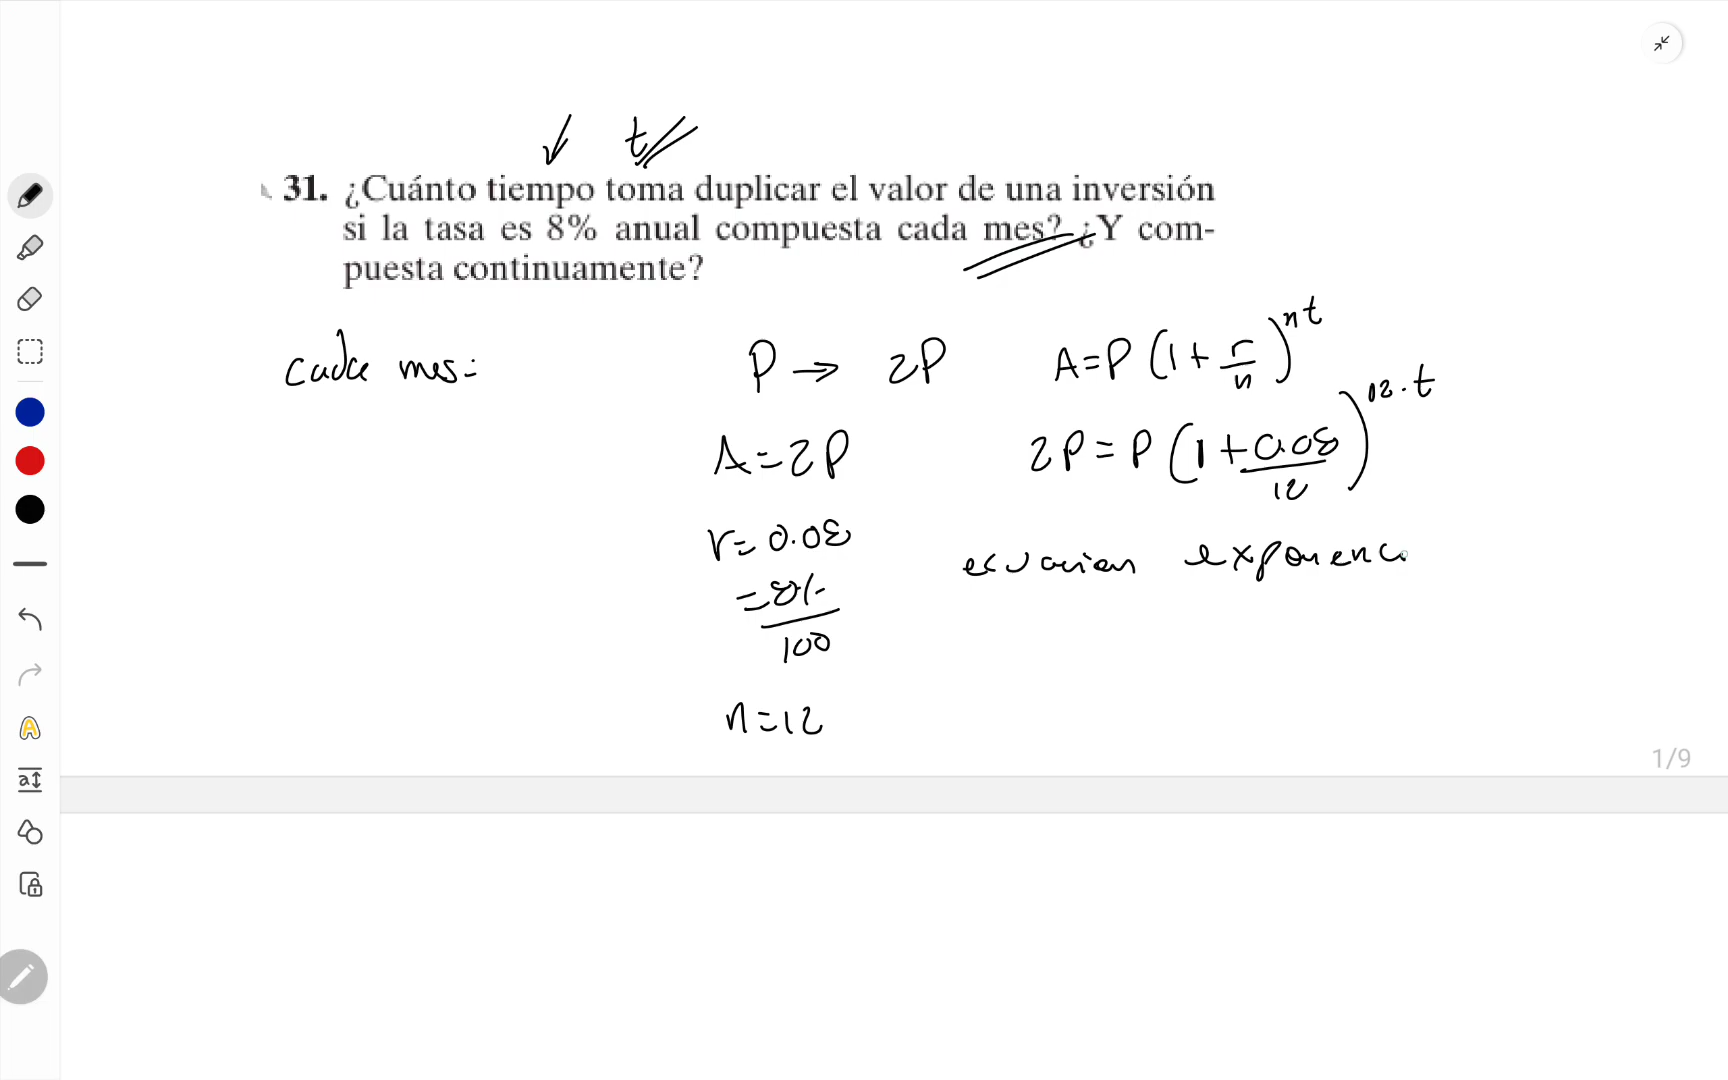 t
31. ¿Cuánto tiempo toma duplicar el valor de una inversión
si la tasa es 8% anual compuesta cada mes? ¿Y com-
puesta continuamente?
cada mes:
P → 2P
A = P (1 + r/n)^nt
A = 2P
2P = P (1 + 0.08/12)^12·t
r = 0.08
= 8%/100
n = 12
ecuacion exponenc
1/9